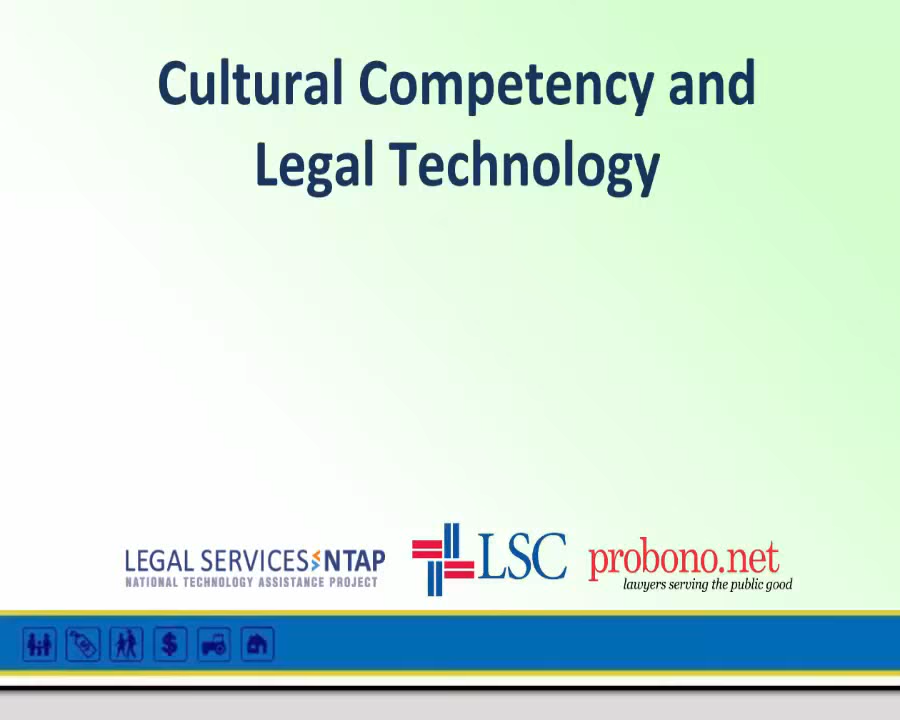 Cultural Competency and
Legal Technology
LEGAL SERVICES NTAP
NATIONAL TECHNOLOGY ASSISTANCE PROJECT
LSC
probono.net
lawyers serving the public good
$